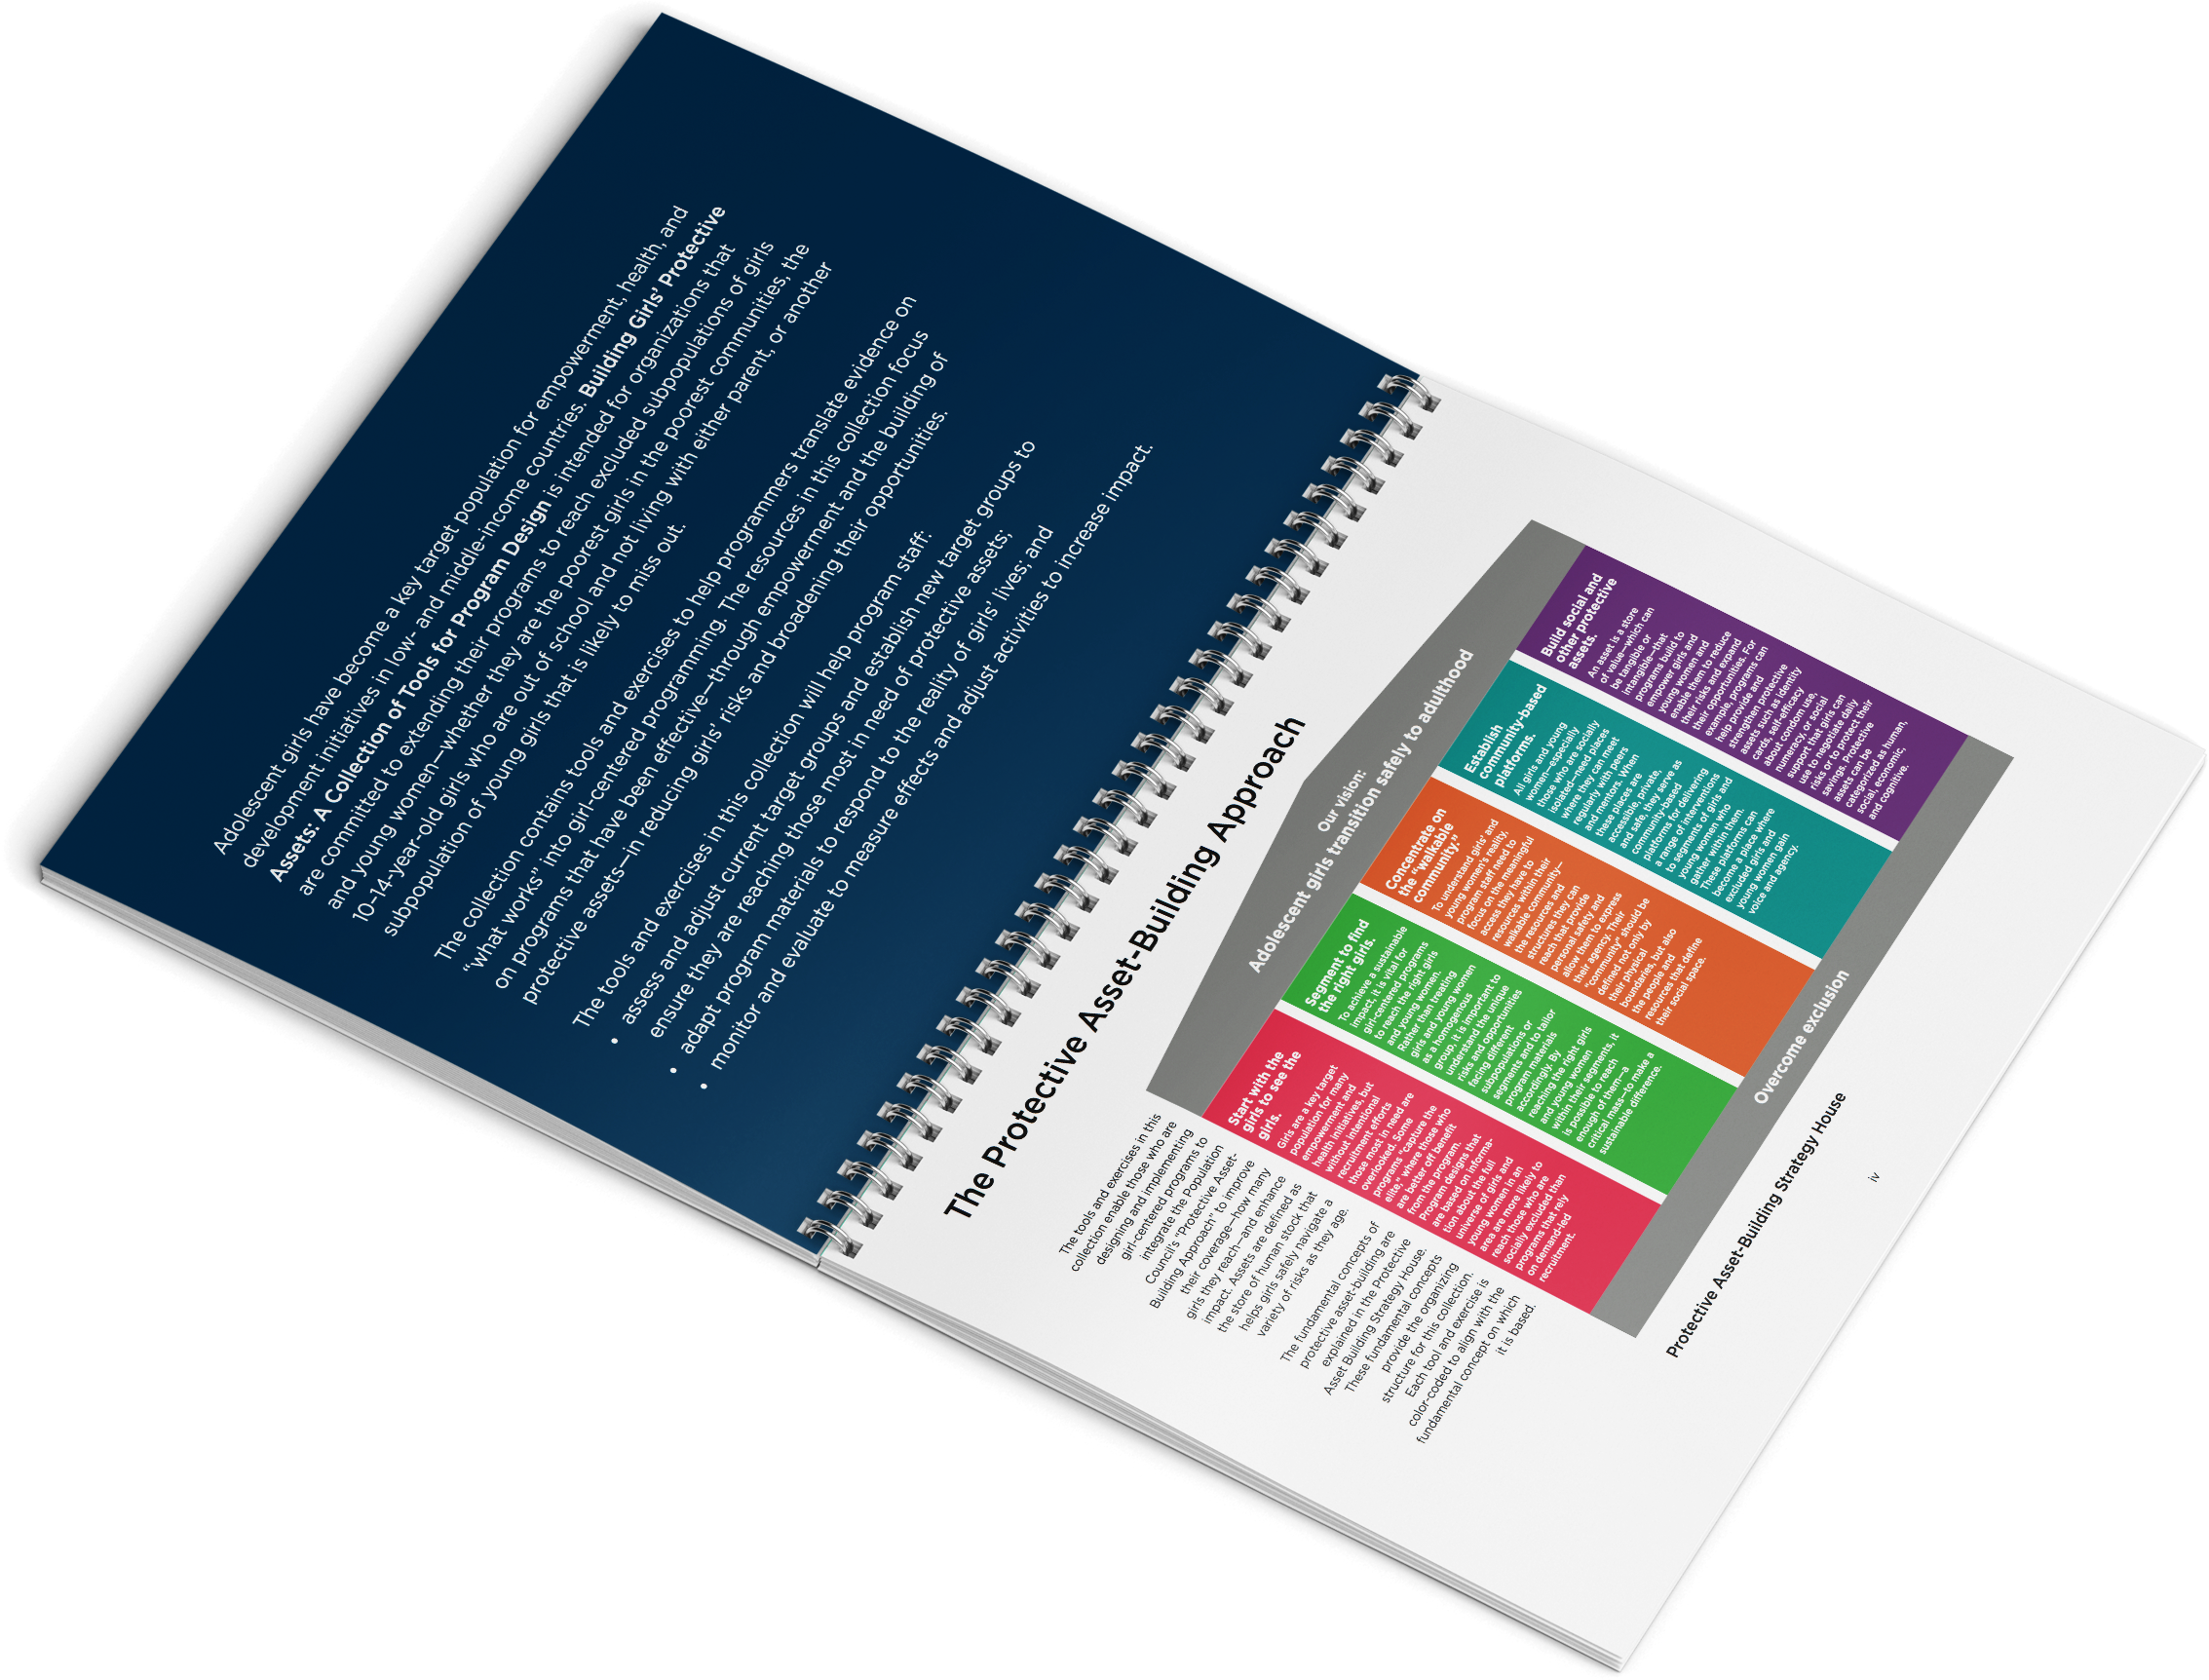 Adolescent girls have become a key target population for empowerment, health, and
development initiatives in low- and middle-income countries. Building Girls’ Protective
Assets: A Collection of Tools for Program Design is intended for organizations that
are committed to extending their programs to reach excluded subpopulations of girls
and young women—whether they are the poorest girls in the poorest communities, the
10–14-year-old girls who are out of school and not living with either parent, or another
subpopulation of young girls that is likely to miss out.
The collection contains tools and exercises to help programmers translate evidence on
“what works” into girl-centered programming. The resources in this collection focus
on programs that have been effective—through empowerment and the building of
protective assets—in reducing girls’ risks and broadening their opportunities.
The tools and exercises in this collection will help program staff:
• assess and adjust current target groups and establish new target groups to
ensure they are reaching those most in need of protective assets;
• adapt program materials to respond to the reality of girls’ lives; and
• monitor and evaluate to measure effects and adjust activities to increase impact.
The Protective Asset-Building Approach
The tools and exercises in this
collection enable those who are
designing and implementing
girl-centered programs to
integrate the Population
Council’s “Protective Asset-
Building Approach” to improve
their coverage—how many
girls they reach—and enhance
impact. Assets are defined as
the store of human stock that
helps girls safely navigate a
variety of risks as they age.
The fundamental concepts of
protective asset-building are
explained in the Protective
Asset Building Strategy House.
These fundamental concepts
provide the organizing
structure for this collection.
Each tool and exercise is
color-coded to align with the
fundamental concept on which
it is based.
Our vision:
Adolescent girls transition safely to adulthood
Start with the
girls to see the
girls.
Girls are a key target
population for many
empowerment and
health initiatives, but
without intentional
recruitment efforts
those most in need are
overlooked. Some
programs “capture the
elite,” where those who
are better off benefit
from the program.
Program designs that
are based on informa-
tion about the full
universe of girls and
young women in an
area are more likely to
reach those who are
socially excluded than
programs that rely
on demand-led
recruitment.
Segment to find
the right girls.
To achieve a sustainable
impact, it is vital for
girl-centered programs
to reach the right girls
and young women.
Rather than treating
girls and young women
as a homogenous
group, it is important to
understand the unique
risks and opportunities
facing different
subpopulations or
segments and to tailor
program materials
accordingly. By
reaching the right girls
and young women
within their segments, it
is possible to reach
enough of them—a
critical mass—to make a
sustainable difference.
Concentrate on
the “walkable
community.”
To understand girls’ and
young women’s reality,
program staff need to
focus on the meaningful
access they have to
resources within their
walkable community—
the resources and
structures they can
reach that provide
personal safety and
allow them to express
their agency. Their
“community” should be
defined not only by
their physical
boundaries, but also
the people and
resources that define
their social space.
Establish
community-based
platforms.
All girls and young
women—especially
those who are socially
isolated—need places
where they can meet
regularly with peers
and mentors. When
these places are
accessible, private,
and safe, they serve as
community-based
platforms for delivering
a range of interventions
to segments of girls and
young women who
gather within them.
These platforms can
become a place where
excluded girls and
young women gain
voice and agency.
Build social and
other protective
assets.
An asset is a store
of value—which can
be tangible or
intangible—that
programs build to
empower girls and
young women and
enable them to reduce
their risks and expand
their opportunities. For
example, programs can
help provide and
strengthen protective
assets such as identity
cards, self-efficacy
about condom use,
numeracy, or social
support that girls can
use to negotiate daily
risks or to protect their
savings. Protective
assets can be
categorized as human,
social, economic,
and cognitive.
Overcome exclusion
Protective Asset-Building Strategy House
iv